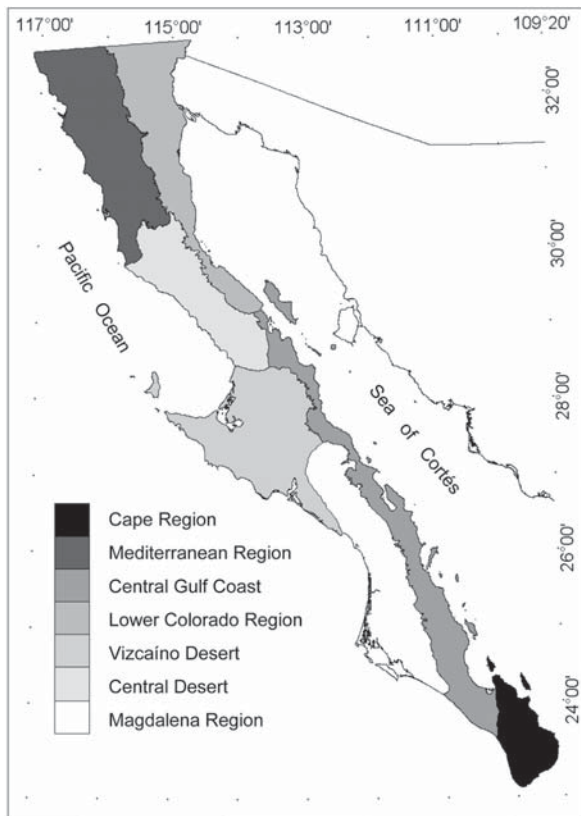 117°00' 115°00' 113°00' 111°00' 109°20'
32°00'
30°00'
28°00'
26°00'
24°00'
Pacific Ocean
Sea of Cortés
Cape Region
Mediterranean Region
Central Gulf Coast
Lower Colorado Region
Vizcaíno Desert
Central Desert
Magdalena Region